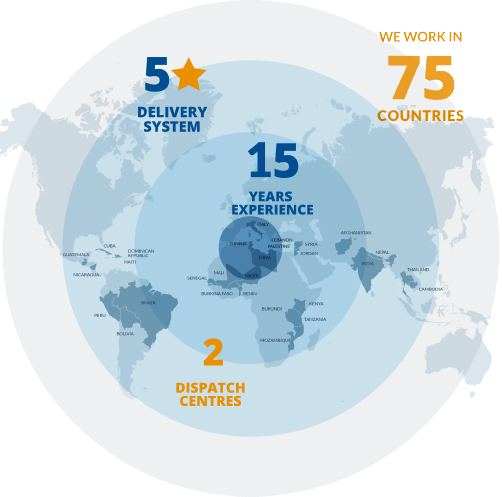 WE WORK IN
75
COUNTRIES
5
DELIVERY
SYSTEM
15
YEARS
EXPERIENCE
ITALY
TUNISIA
LEBANON
PALESTINE
SYRIA
JORDAN
LIBYA
AFGHANISTAN
NEPAL
INDIA
THAILAND
CAMBODIA
CUBA
GUATEMALA
DOMINICAN
REPUBLIC
HAITI
NICARAGUA
MALI
NIGER
SENEGAL
BURKINA FASO
BENIN
BRAZIL
PERU
BOLIVIA
BURUNDI
KENYA
TANZANIA
MOZAMBIQUE
2
DISPATCH
CENTRES